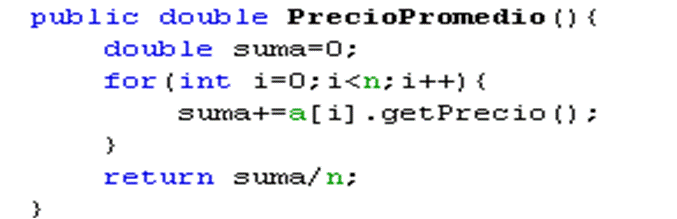 public double PrecioPromedio(){
double suma=0;
for(int i=0;i<n;i++){
suma+=a[i].getPrecio();
}
return suma/n;
}